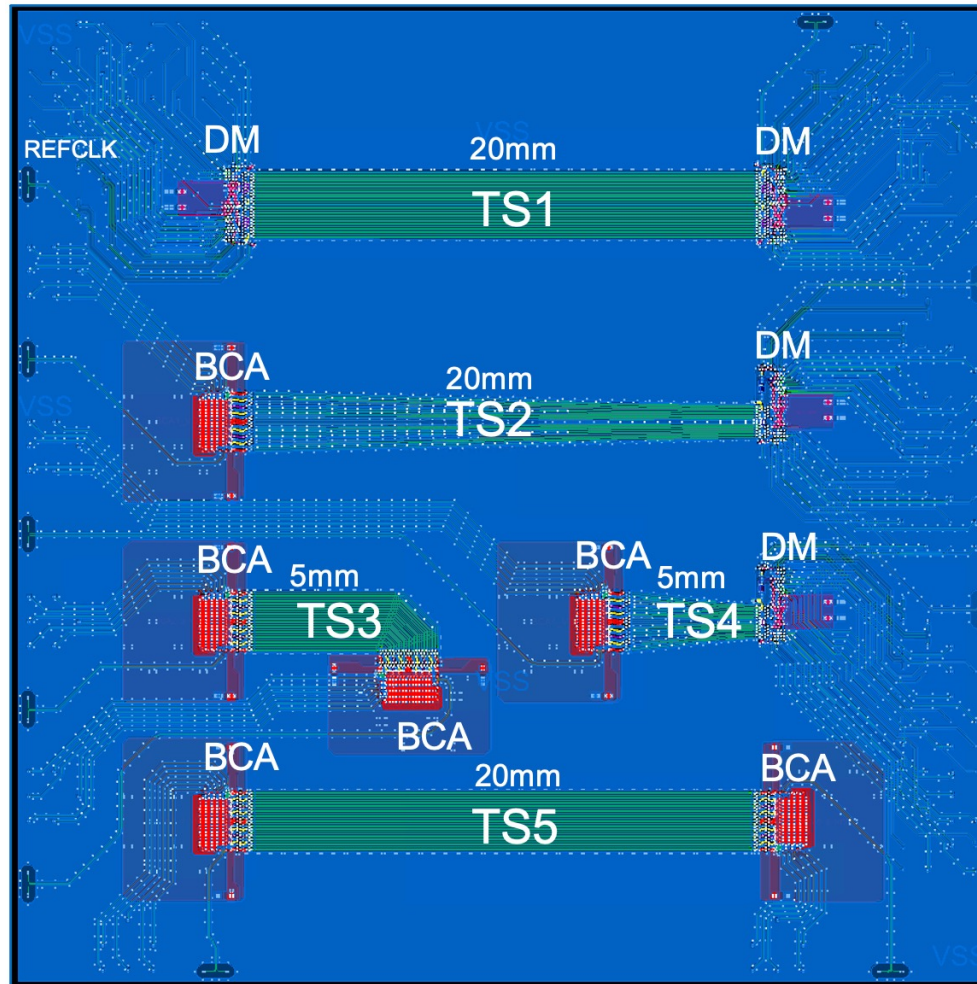 VSS
REFCLK
DM
20mm
VSS
DM
TS1
BCA
20mm
DM
VSS
TS2
BCA
5mm
BCA
5mm
DM
TS3
TS4
VSS
BCA
BCA
20mm
BCA
TS5
VSS